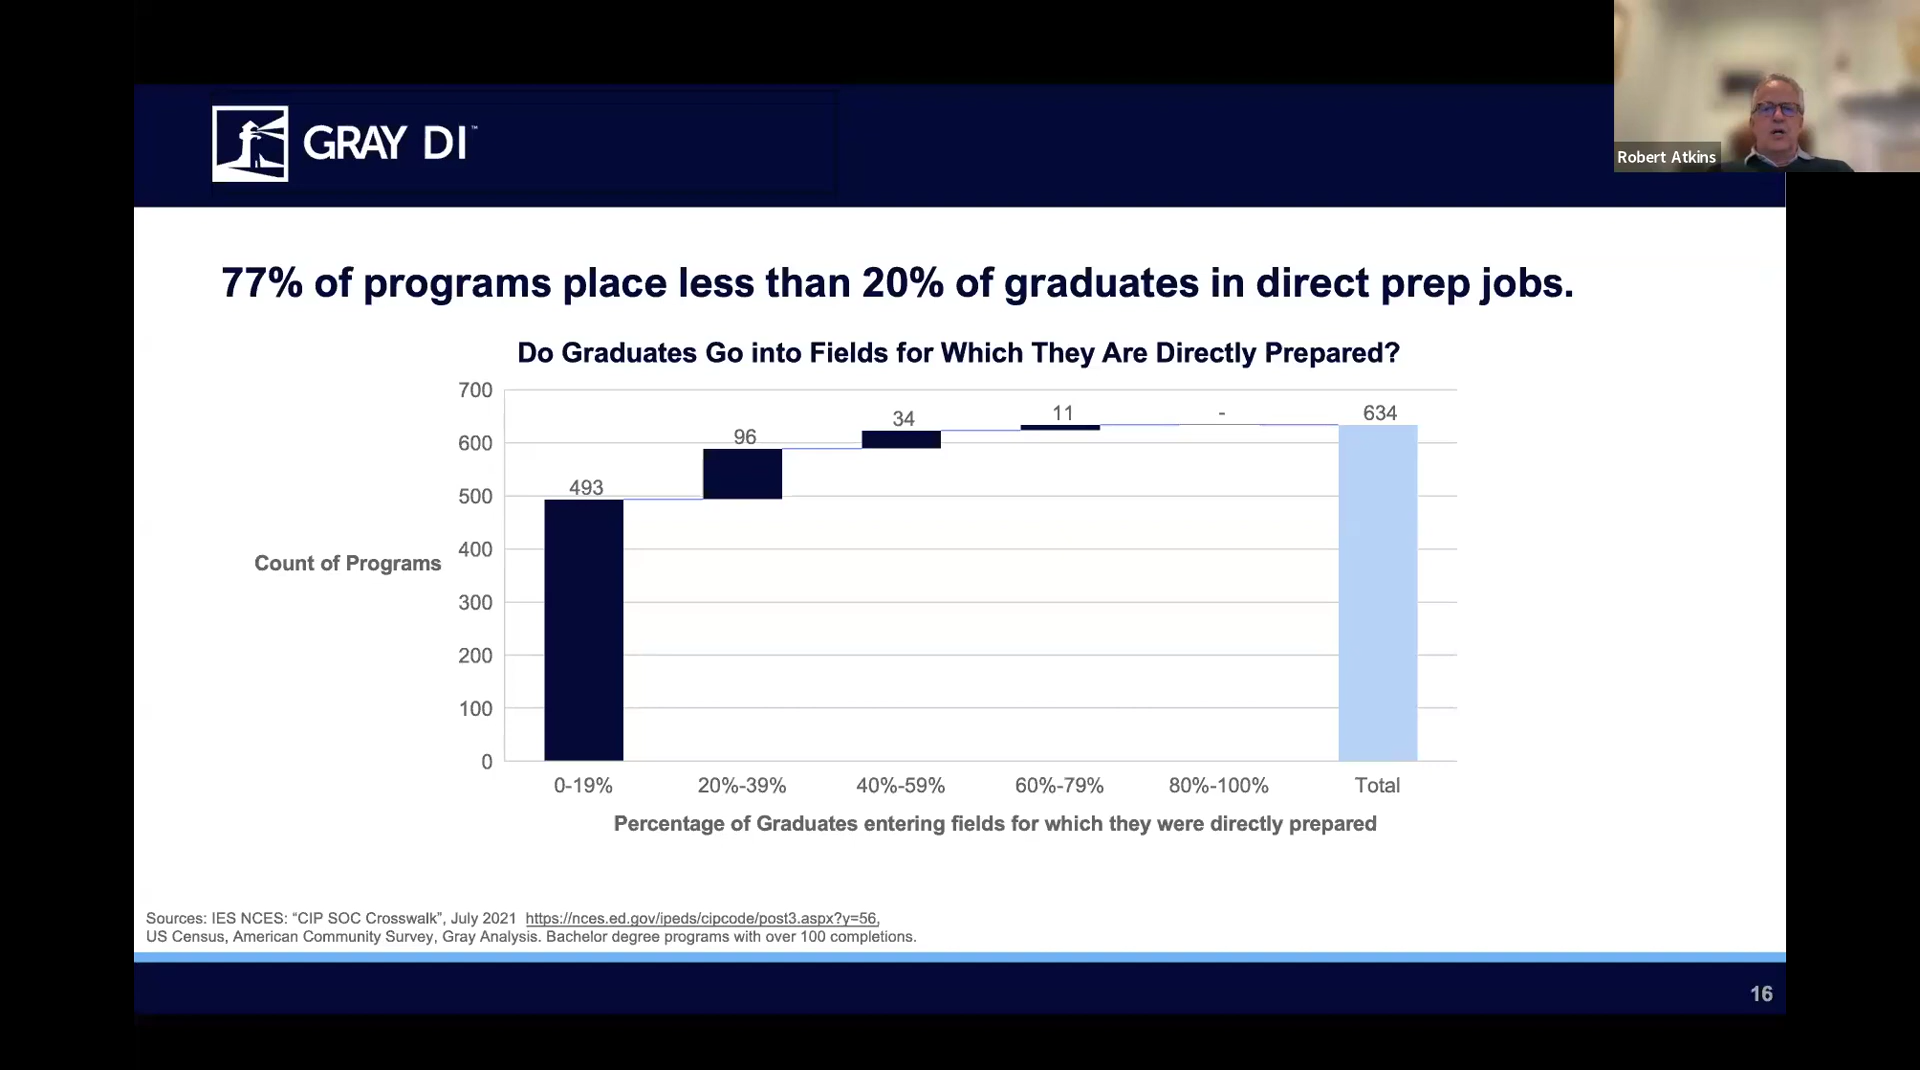 GRAY DI™
Robert Atkins
77% of programs place less than 20% of graduates in direct prep jobs.
Do Graduates Go into Fields for Which They Are Directly Prepared?
Count of Programs
700
600
500
400
300
200
100
0
493
96
34
11
-
634
0-19%
20%-39%
40%-59%
60%-79%
80%-100%
Total
Percentage of Graduates entering fields for which they were directly prepared
Sources: IES NCES: “CIP SOC Crosswalk”, July 2021 https://nces.ed.gov/ipeds/cipcode/post3.aspx?y=56,
US Census, American Community Survey, Gray Analysis. Bachelor degree programs with over 100 completions.
16